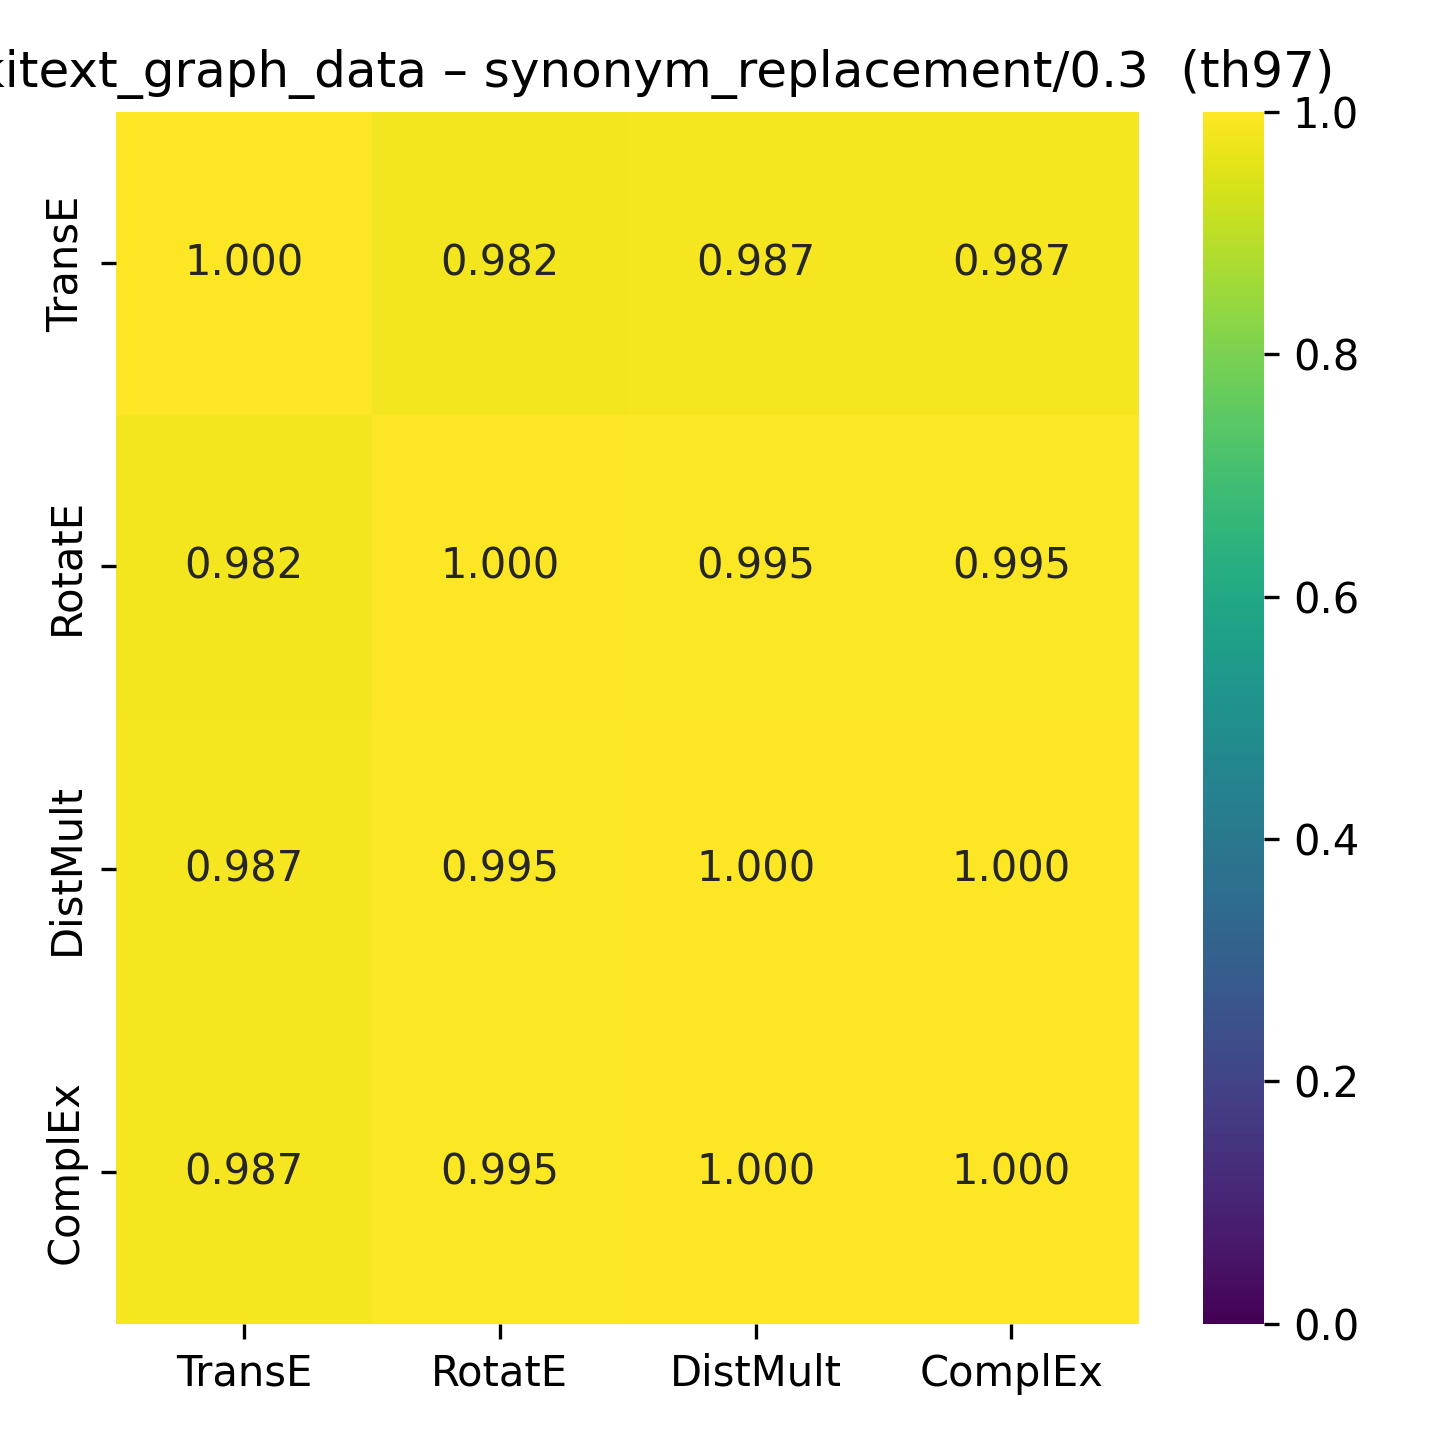 kitext_graph_data – synonym_replacement/0.3 (th97)
TransE 1.000 0.982 0.987 0.987
RotatE 0.982 1.000 0.995 0.995
DistMult 0.987 0.995 1.000 1.000
ComplEx 0.987 0.995 1.000 1.000
TransE RotatE DistMult ComplEx
1.0
0.8
0.6
0.4
0.2
0.0